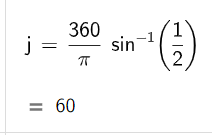 j = 360/π sin⁻¹(1/2)
= 60